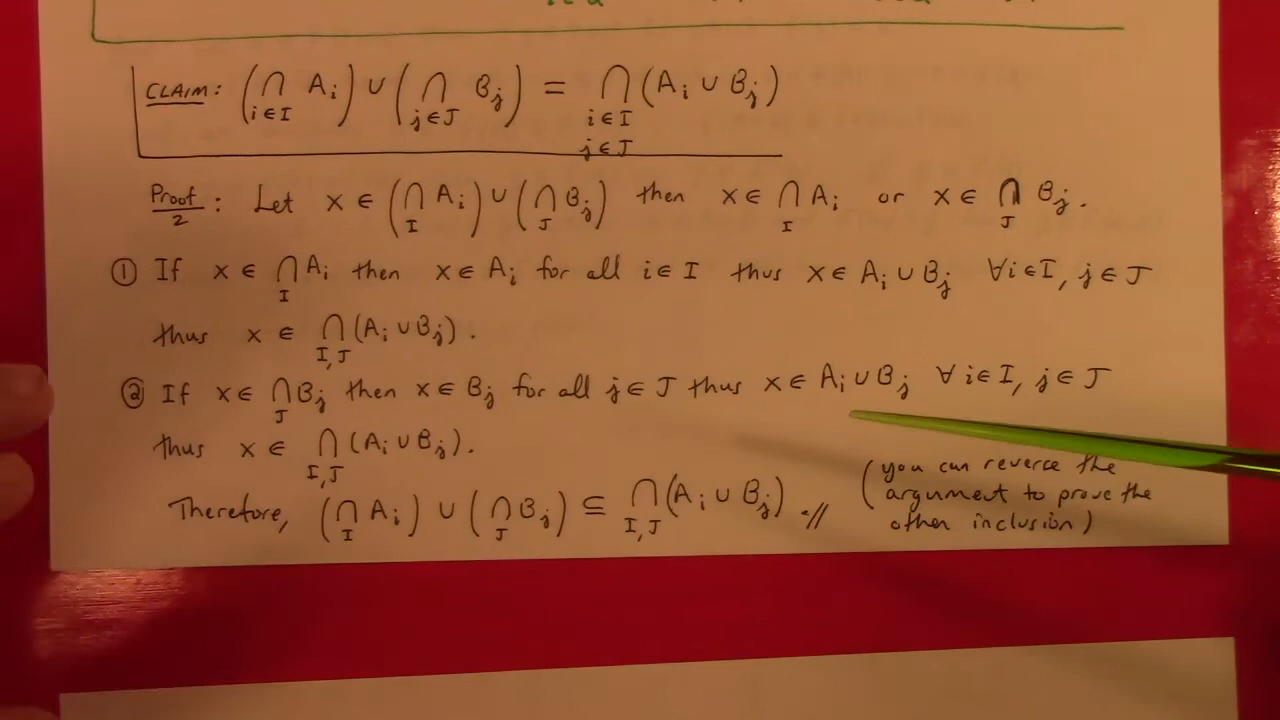 CLAIM: (⋂_{i∈I} A_i) ∪ (⋂_{j∈J} B_j) = ⋂_{i∈I j∈J} (A_i ∪ B_j)
Proof/2: Let x ∈ (⋂_I A_i) ∪ (⋂_J B_j) then x ∈ ⋂_I A_i or x ∈ ⋂_J B_j.
① If x ∈ ⋂_I A_i then x ∈ A_i for all i ∈ I thus x ∈ A_i ∪ B_j ∀i∈I, j∈J
thus x ∈ ⋂_{I,J} (A_i ∪ B_j).
② If x ∈ ⋂_J B_j then x ∈ B_j for all j ∈ J thus x ∈ A_i ∪ B_j ∀ i∈I, j∈J
thus x ∈ ⋂_{I,J} (A_i ∪ B_j).
Therefore, (⋂_I A_i) ∪ (⋂_J B_j) ⊆ ⋂_{I,J} (A_i ∪ B_j) .//
(you can reverse the
argument to prove the
other inclusion)